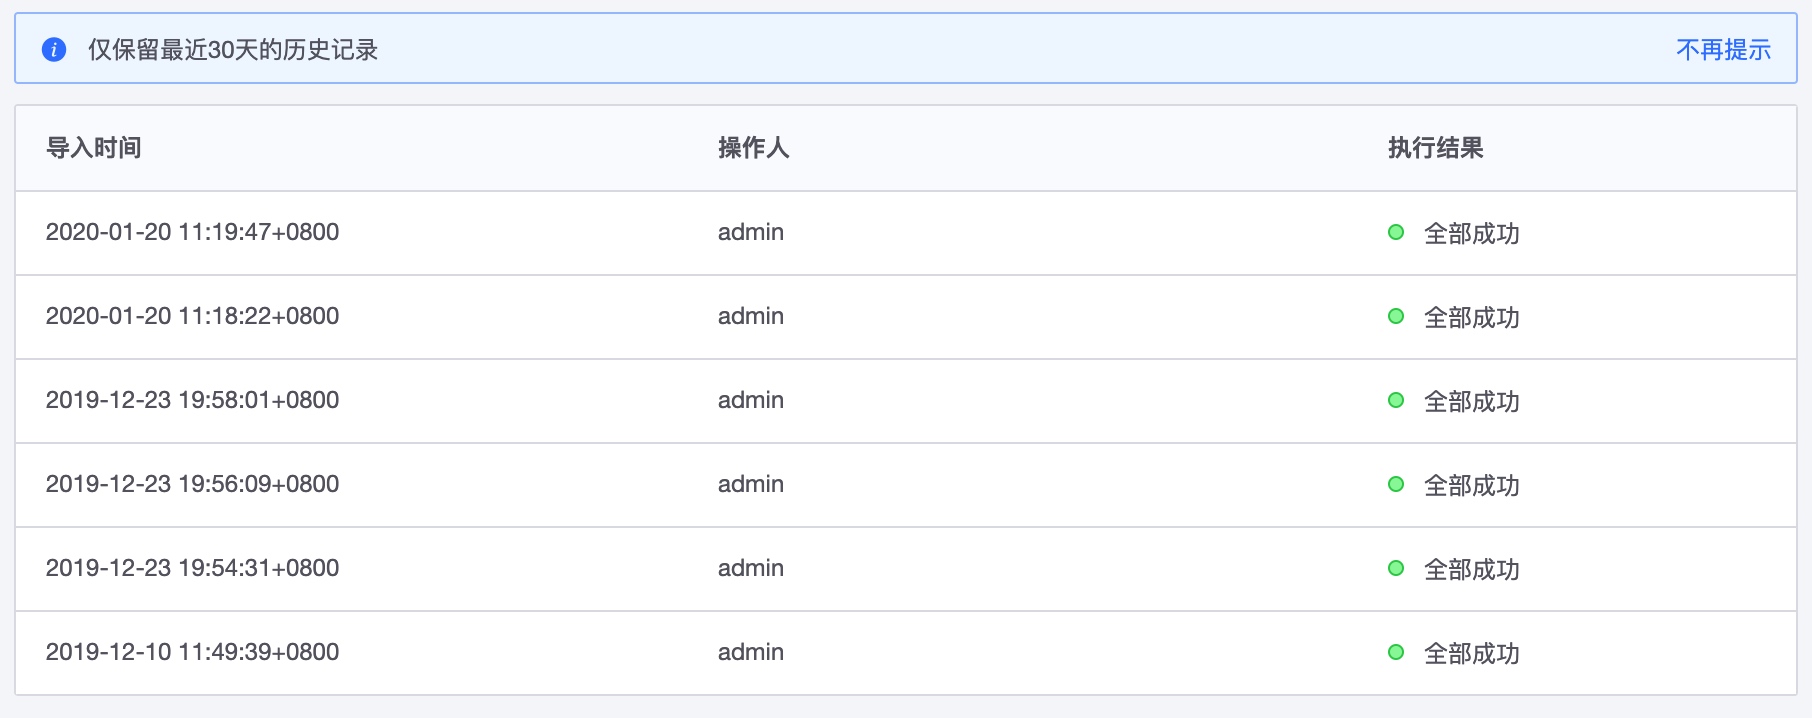 仅保留最近30天的历史记录 不再提示
导入时间 操作人 执行结果
2020-01-20 11:19:47+0800 admin 全部成功
2020-01-20 11:18:22+0800 admin 全部成功
2019-12-23 19:58:01+0800 admin 全部成功
2019-12-23 19:56:09+0800 admin 全部成功
2019-12-23 19:54:31+0800 admin 全部成功
2019-12-10 11:49:39+0800 admin 全部成功